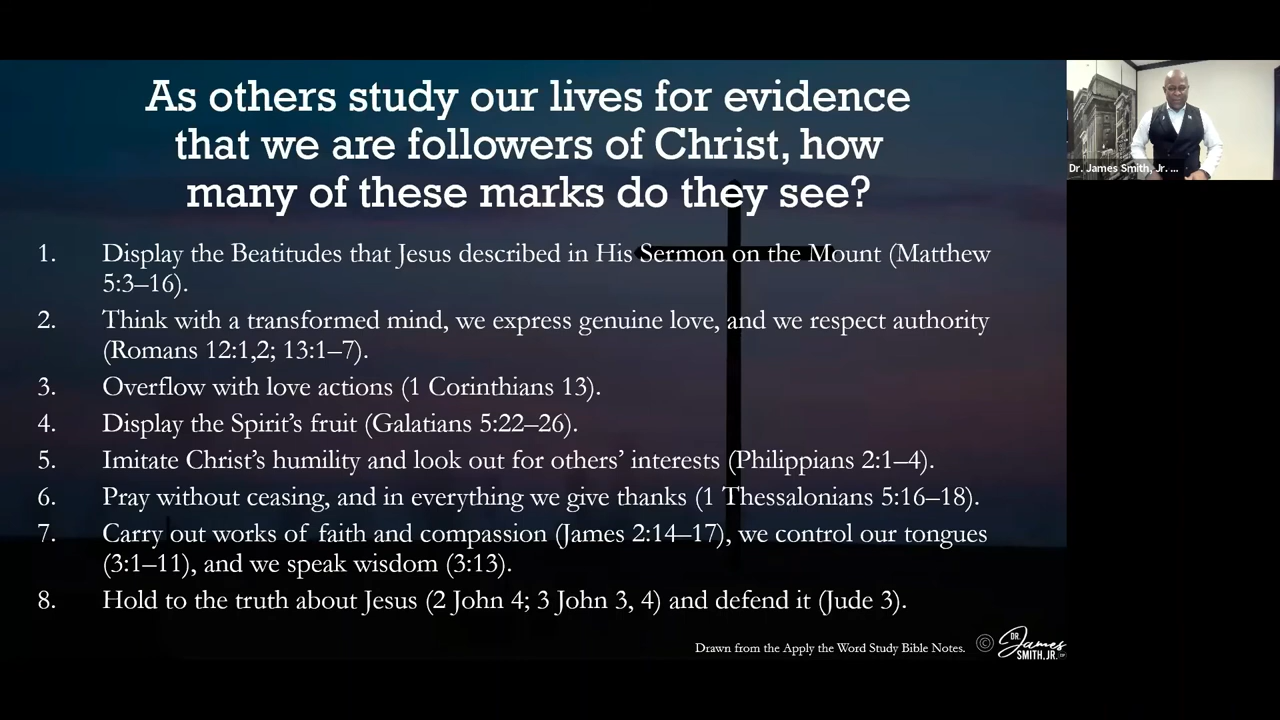 As others study our lives for evidence
that we are followers of Christ, how
many of these marks do they see?
1. Display the Beatitudes that Jesus described in His Sermon on the Mount (Matthew
5:3–16).
2. Think with a transformed mind, we express genuine love, and we respect authority
(Romans 12:1,2; 13:1–7).
3. Overflow with love actions (1 Corinthians 13).
4. Display the Spirit’s fruit (Galatians 5:22–26).
5. Imitate Christ’s humility and look out for others’ interests (Philippians 2:1–4).
6. Pray without ceasing, and in everything we give thanks (1 Thessalonians 5:16–18).
7. Carry out works of faith and compassion (James 2:14–17), we control our tongues
(3:1–11), and we speak wisdom (3:13).
8. Hold to the truth about Jesus (2 John 4; 3 John 3, 4) and defend it (Jude 3).
Drawn from the Apply the Word Study Bible Notes.
©
DR.
James
SMITH, JR.
Dr. James Smith, Jr. ...